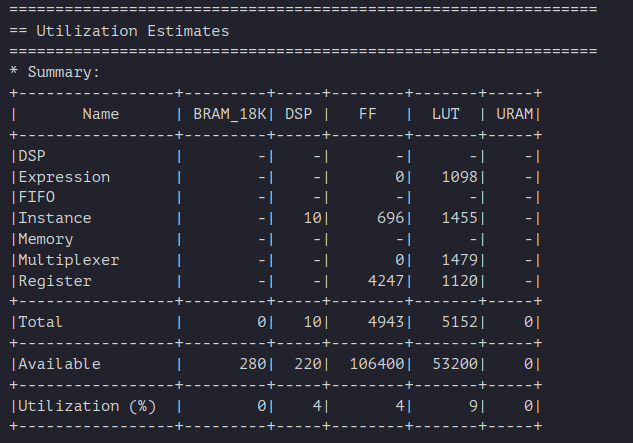 ================================================================
== Utilization Estimates
================================================================
* Summary:
+-----------------+---------+-----+--------+-------+-----+
|       Name      | BRAM_18K| DSP |   FF   |  LUT  | URAM|
+-----------------+---------+-----+--------+-------+-----+
|DSP              |        -|    -|       -|      -|    -|
|Expression       |        -|    -|       0|   1098|    -|
|FIFO             |        -|    -|       -|      -|    -|
|Instance         |        -|   10|     696|   1455|    -|
|Memory           |        -|    -|       -|      -|    -|
|Multiplexer      |        -|    -|       0|   1479|    -|
|Register         |        -|    -|    4247|   1120|    -|
+-----------------+---------+-----+--------+-------+-----+
|Total            |        0|   10|    4943|   5152|    0|
+-----------------+---------+-----+--------+-------+-----+
|Available        |      280|  220|  106400|  53200|    0|
+-----------------+---------+-----+--------+-------+-----+
|Utilization (%)  |        0|    4|       4|      9|    0|
+-----------------+---------+-----+--------+-------+-----+